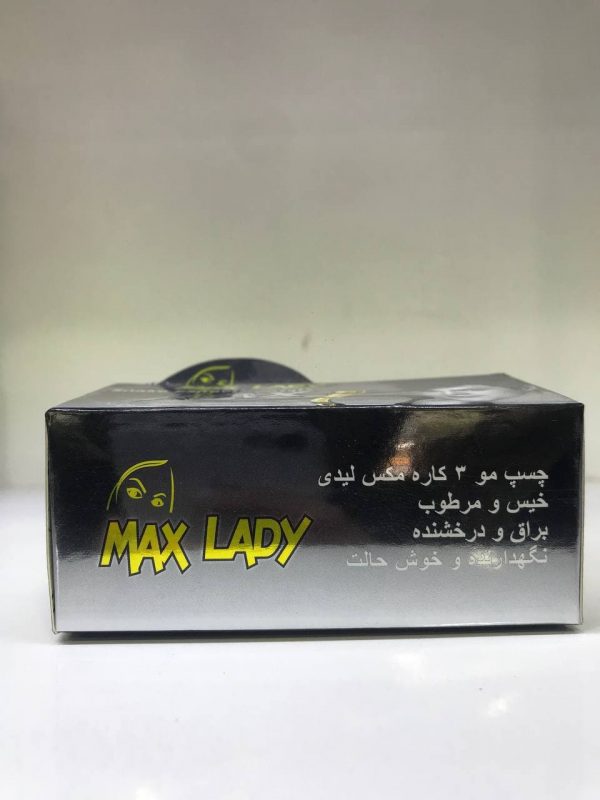 MAX LADY
چسپ مو ۳ کاره مکس لیدی
خیس و مرطوب
براق و درخشنده
نگهدارنده و خوش حالت